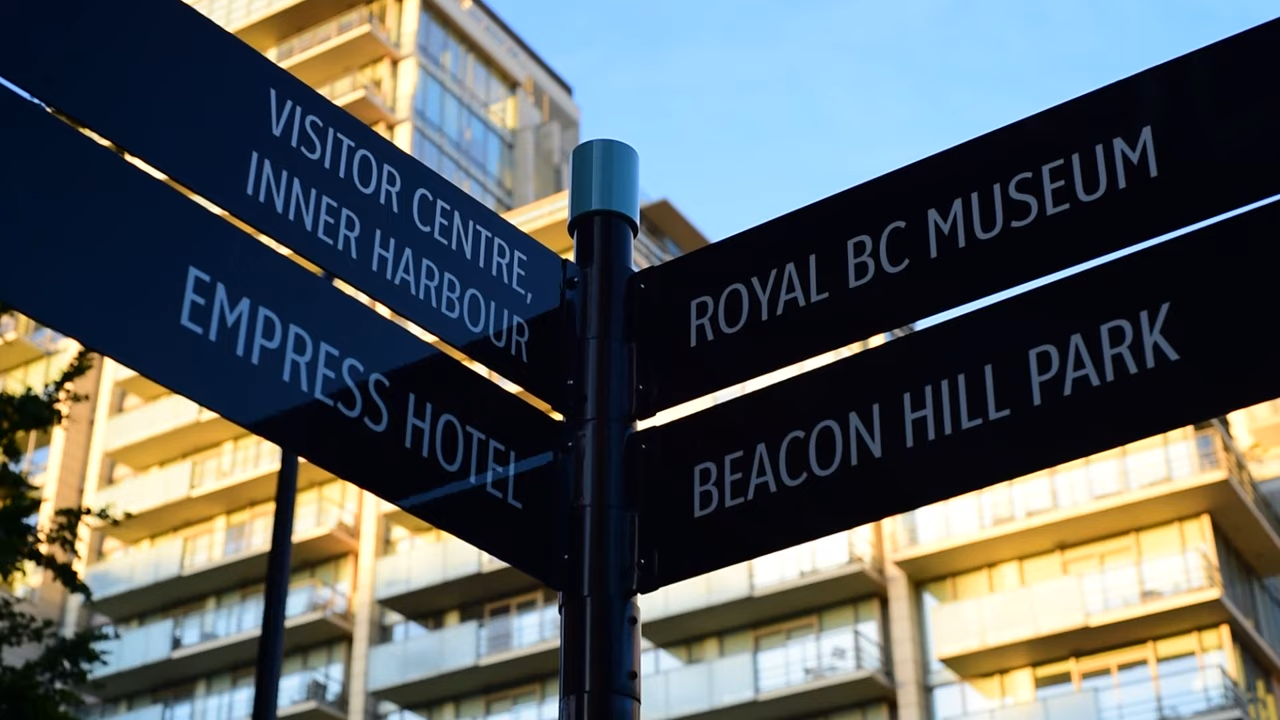 VISITOR CENTRE,
INNER HARBOUR
EMPRESS HOTEL
ROYAL BC MUSEUM
BEACON HILL PARK